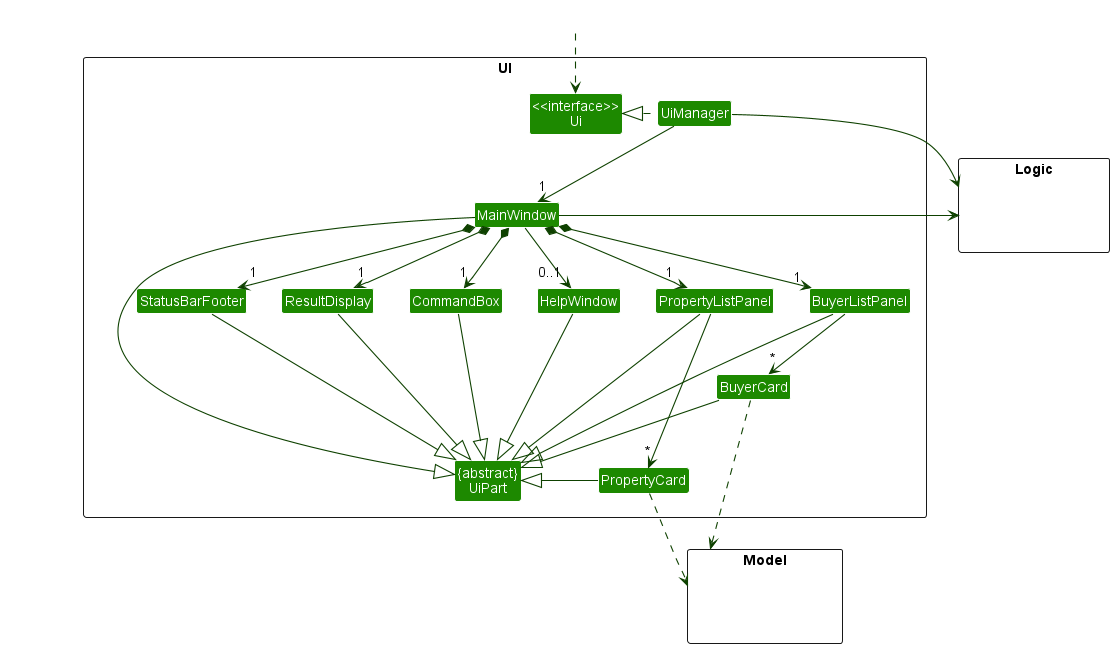 UI
<<interface>>
Ui
UiManager
Logic
1
MainWindow
1
1
1
0..1
1
1
StatusBarFooter
ResultDisplay
CommandBox
HelpWindow
PropertyListPanel
BuyerListPanel
*
BuyerCard
*
{abstract}
UiPart
PropertyCard
Model